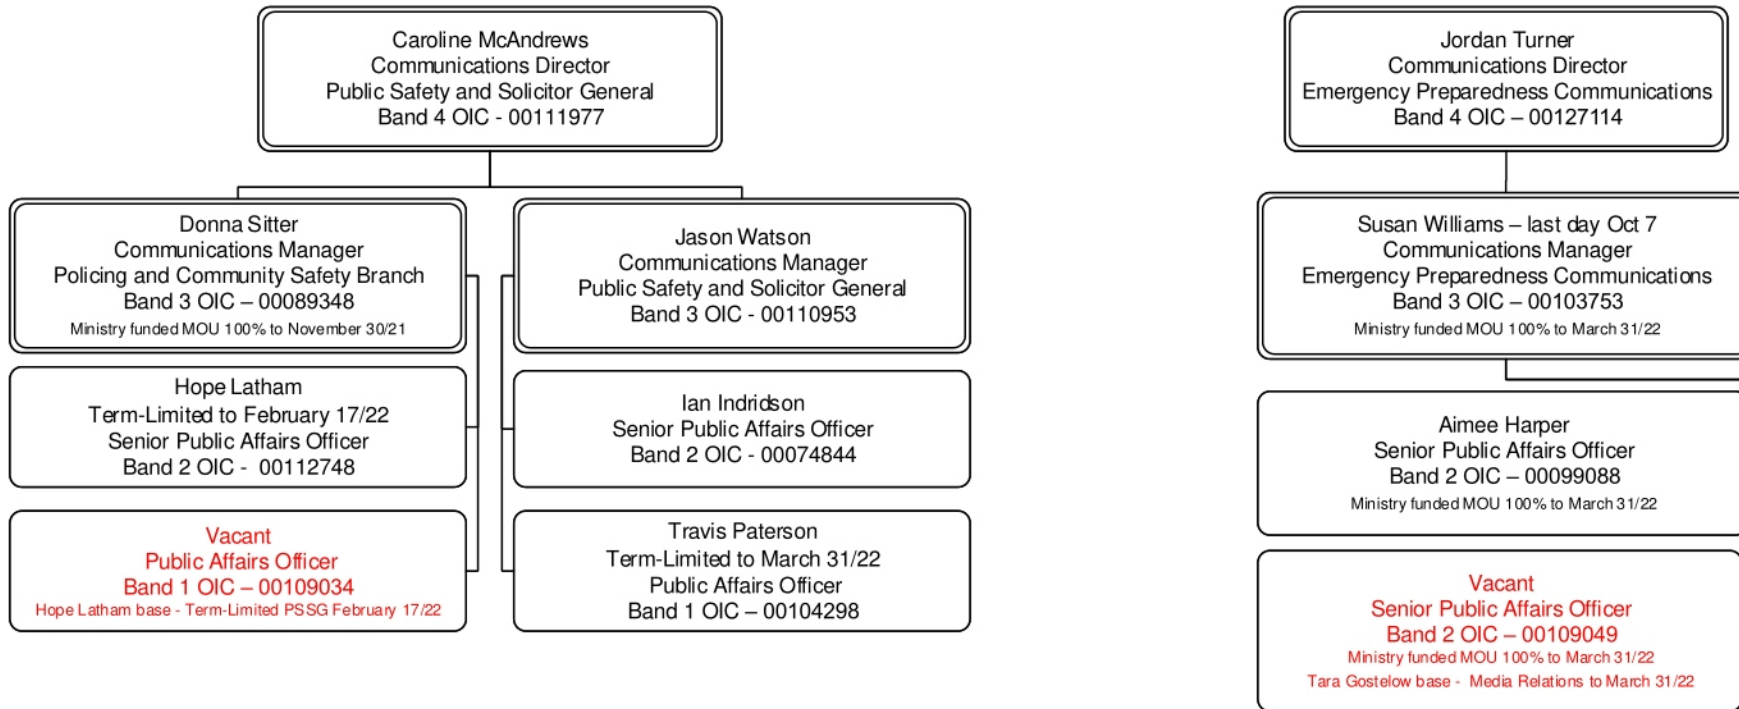 Caroline McAndrews
Communications Director
Public Safety and Solicitor General
Band 4 OIC - 00111977
Donna Sitter
Communications Manager
Policing and Community Safety Branch
Band 3 OIC – 00089348
Ministry funded MOU 100% to November 30/21
Hope Latham
Term-Limited to February 17/22
Senior Public Affairs Officer
Band 2 OIC - 00112748
Vacant
Public Affairs Officer
Band 1 OIC – 00109034
Hope Latham base - Term-Limited PSSG February 17/22
Jason Watson
Communications Manager
Public Safety and Solicitor General
Band 3 OIC - 00110953
Ian Indridson
Senior Public Affairs Officer
Band 2 OIC - 00074844
Travis Paterson
Term-Limited to March 31/22
Public Affairs Officer
Band 1 OIC – 00104298
Jordan Turner
Communications Director
Emergency Preparedness Communications
Band 4 OIC – 00127114
Susan Williams – last day Oct 7
Communications Manager
Emergency Preparedness Communications
Band 3 OIC – 00103753
Ministry funded MOU 100% to March 31/22
Aimee Harper
Senior Public Affairs Officer
Band 2 OIC – 00099088
Ministry funded MOU 100% to March 31/22
Vacant
Senior Public Affairs Officer
Band 2 OIC – 00109049
Ministry funded MOU 100% to March 31/22
Tara Gostelow base - Media Relations to March 31/22